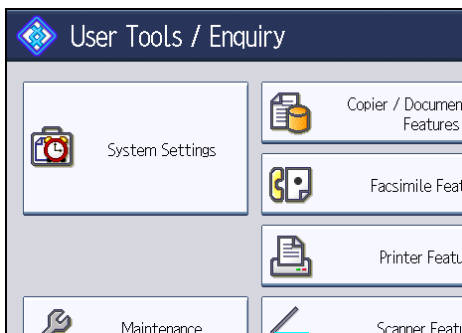 User Tools / Enquiry
System Settings
Copier / Documen
Features
Facsimile Feat
Printer Featu
Maintenance
Scanner Featu